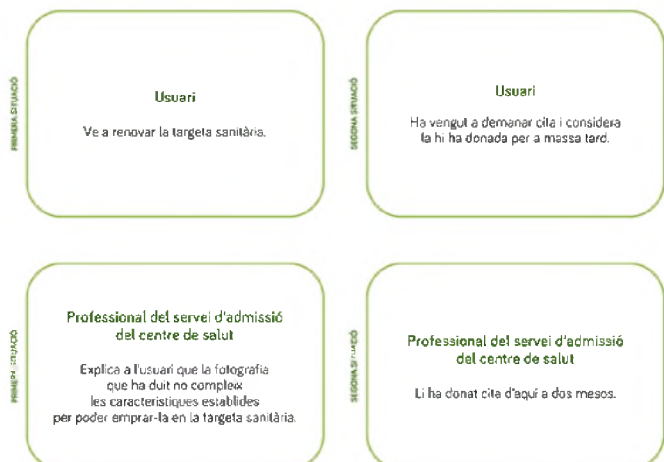 PRIMERA SITUACIÓ
Usuari
Ve a renovar la targeta sanitària.
SEGONA SITUACIÓ
Usuari
Ha vengut a demanar cita i considera
la hi ha donada per a massa tard.
PRIMERA SITUACIÓ
Professional del servei d'admissió
del centre de salut
Explica a l'usuari que la fotografia
que ha duit no compleix
les característiques establides
per poder emprar-la en la targeta sanitària.
SEGONA SITUACIÓ
Professional del servei d'admissió
del centre de salut
Li ha donat cita d'aquí a dos mesos.